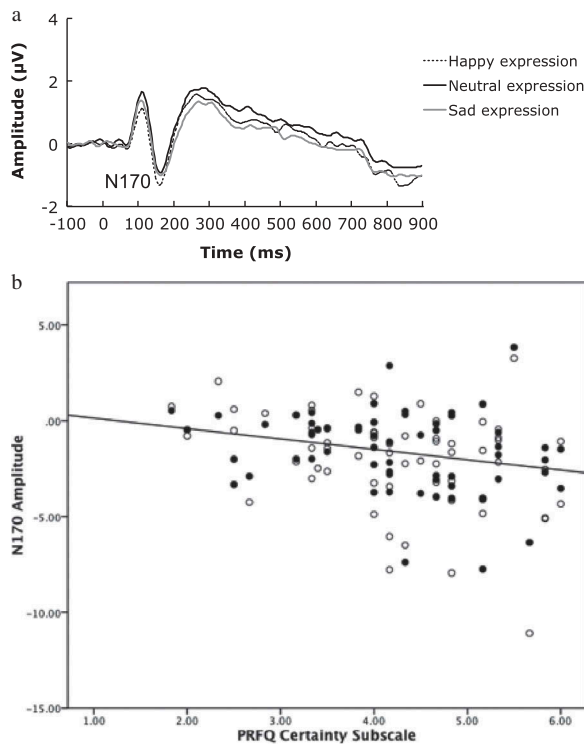 a
4
2
0
-2
Amplitude (µV)
N170
-100 0 100 200 300 400 500 600 700 800 900
Time (ms)
Happy expression
Neutral expression
Sad expression
b
5.00
.00
-5.00
-10.00
-15.00
N170 Amplitude
1.00 2.00 3.00 4.00 5.00 6.00
PRFQ Certainty Subscale